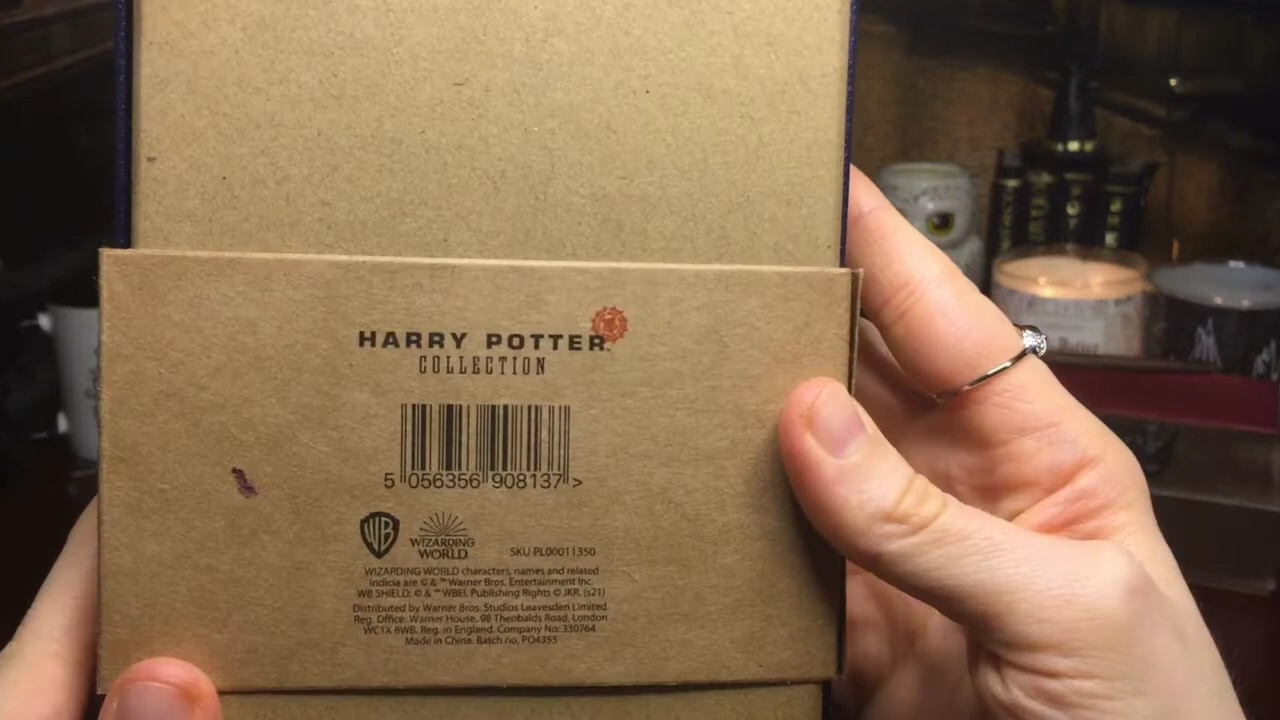 HARRY POTTER™
COLLECTION
5 056356 908137 >
WB
WIZARDING
WORLD
SKU PL00011350
WIZARDING WORLD characters, names and related
indicia are © & ™ Warner Bros. Entertainment Inc.
WB SHIELD: © & ™ WBEI. Publishing Rights © JKR. (s21)
Distributed by Warner Bros. Studios Leavesden Limited
Reg. Office: Warner House, 98 Theobalds Road, London
WC1X 8WB. Reg. in England. Company No: 330764
Made in China. Batch no. PO4355